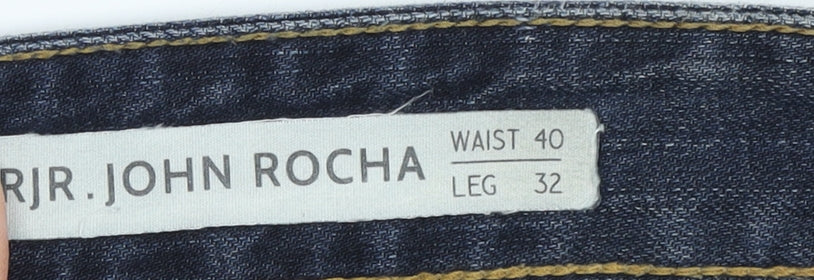 RJR. JOHN ROCHA
WAIST 40
LEG 32